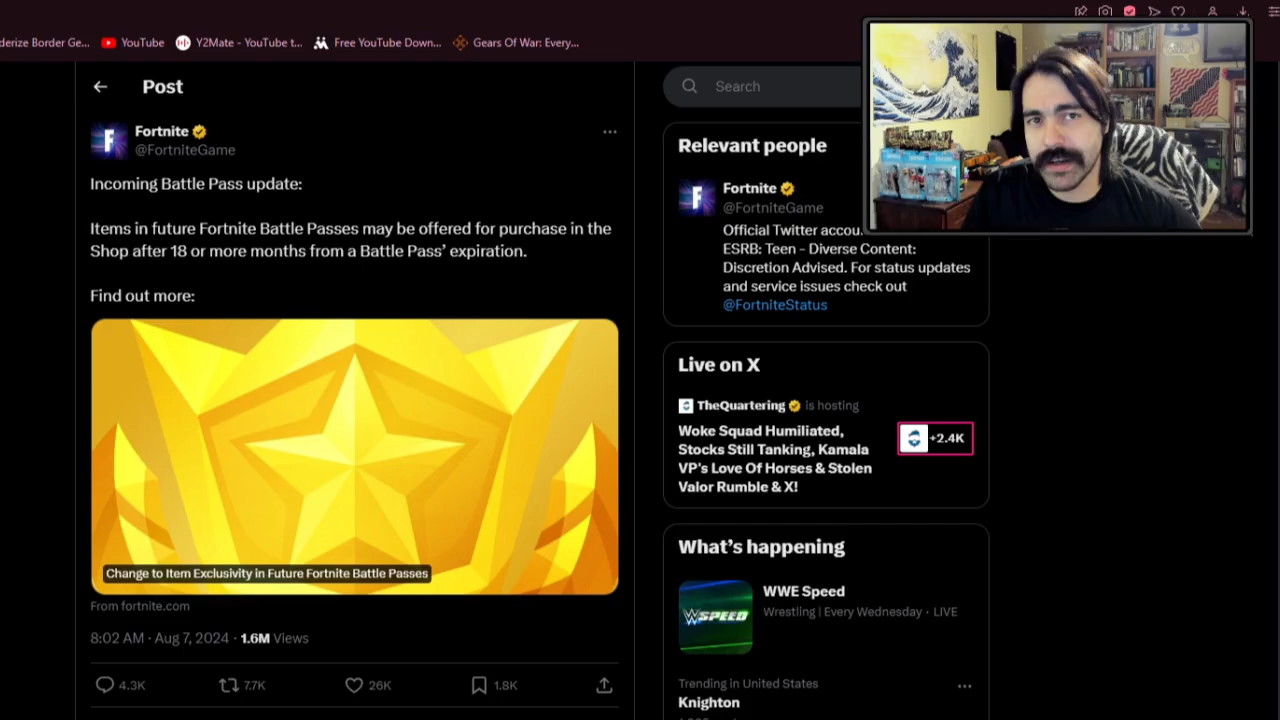 derize Border Ge...
YouTube
Y2Mate - YouTube t...
Free YouTube Down...
Gears Of War: Every...
Post
Fortnite
@FortniteGame
Incoming Battle Pass update:
Items in future Fortnite Battle Passes may be offered for purchase in the
Shop after 18 or more months from a Battle Pass’ expiration.
Find out more:
Change to Item Exclusivity in Future Fortnite Battle Passes
From fortnite.com
8:02 AM · Aug 7, 2024 · 1.6M Views
4.3K
7.7K
26K
1.8K
Search
Relevant people
Fortnite
@FortniteGame
Official Twitter accou
ESRB: Teen - Diverse Content:
Discretion Advised. For status updates
and service issues check out
@FortniteStatus
Live on X
TheQuartering is hosting
Woke Squad Humiliated,
Stocks Still Tanking, Kamala
VP's Love Of Horses & Stolen
Valor Rumble & X!
+2.4K
What’s happening
SPEED
WWE Speed
Wrestling | Every Wednesday · LIVE
Trending in United States
Knighton